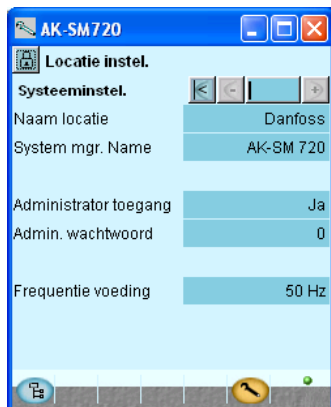 AK-SM720
Locatie instel.
Systeeminstel.
Naam locatie Danfoss
System mgr. Name AK-SM 720
Administrator toegang Ja
Admin. wachtwoord 0
Frequentie voeding 50 Hz